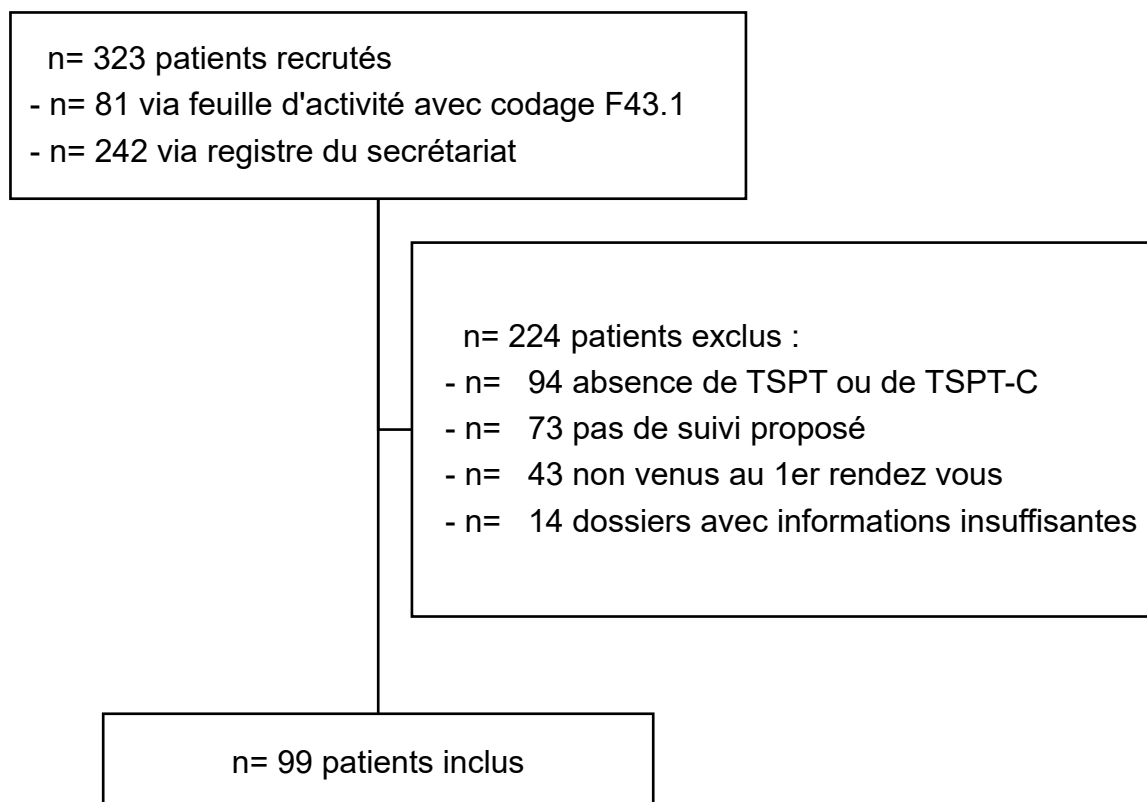 n= 323 patients recrutés
- n= 81 via feuille d'activité avec codage F43.1
- n= 242 via registre du secrétariat
n= 224 patients exclus :
- n= 94 absence de TSPT ou de TSPT-C
- n= 73 pas de suivi proposé
- n= 43 non venus au 1er rendez vous
- n= 14 dossiers avec informations insuffisantes
n= 99 patients inclus